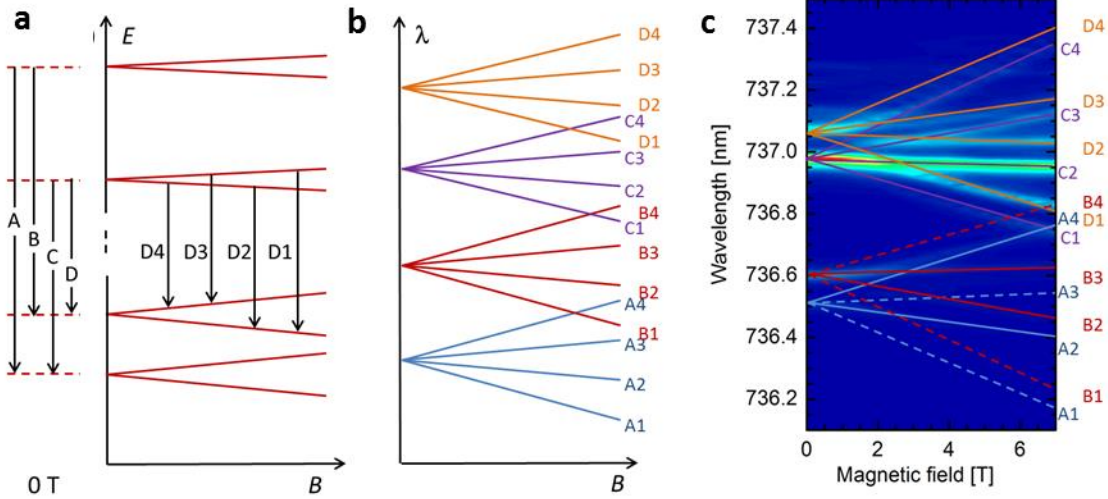 a
E
A
B
C
D
D4
D3
D2
D1
0 T
B
b
λ
D4
D3
D2
D1
C4
C3
C2
C1
B4
B3
B2
B1
A4
A3
A2
A1
B
c
737.4
737.2
737.0
736.8
736.6
736.4
736.2
Wavelength [nm]
0
2
4
6
Magnetic field [T]
D4
C4
D3
C3
D2
C2
B4
A4
D1
C1
B3
A3
B2
A2
B1
A1